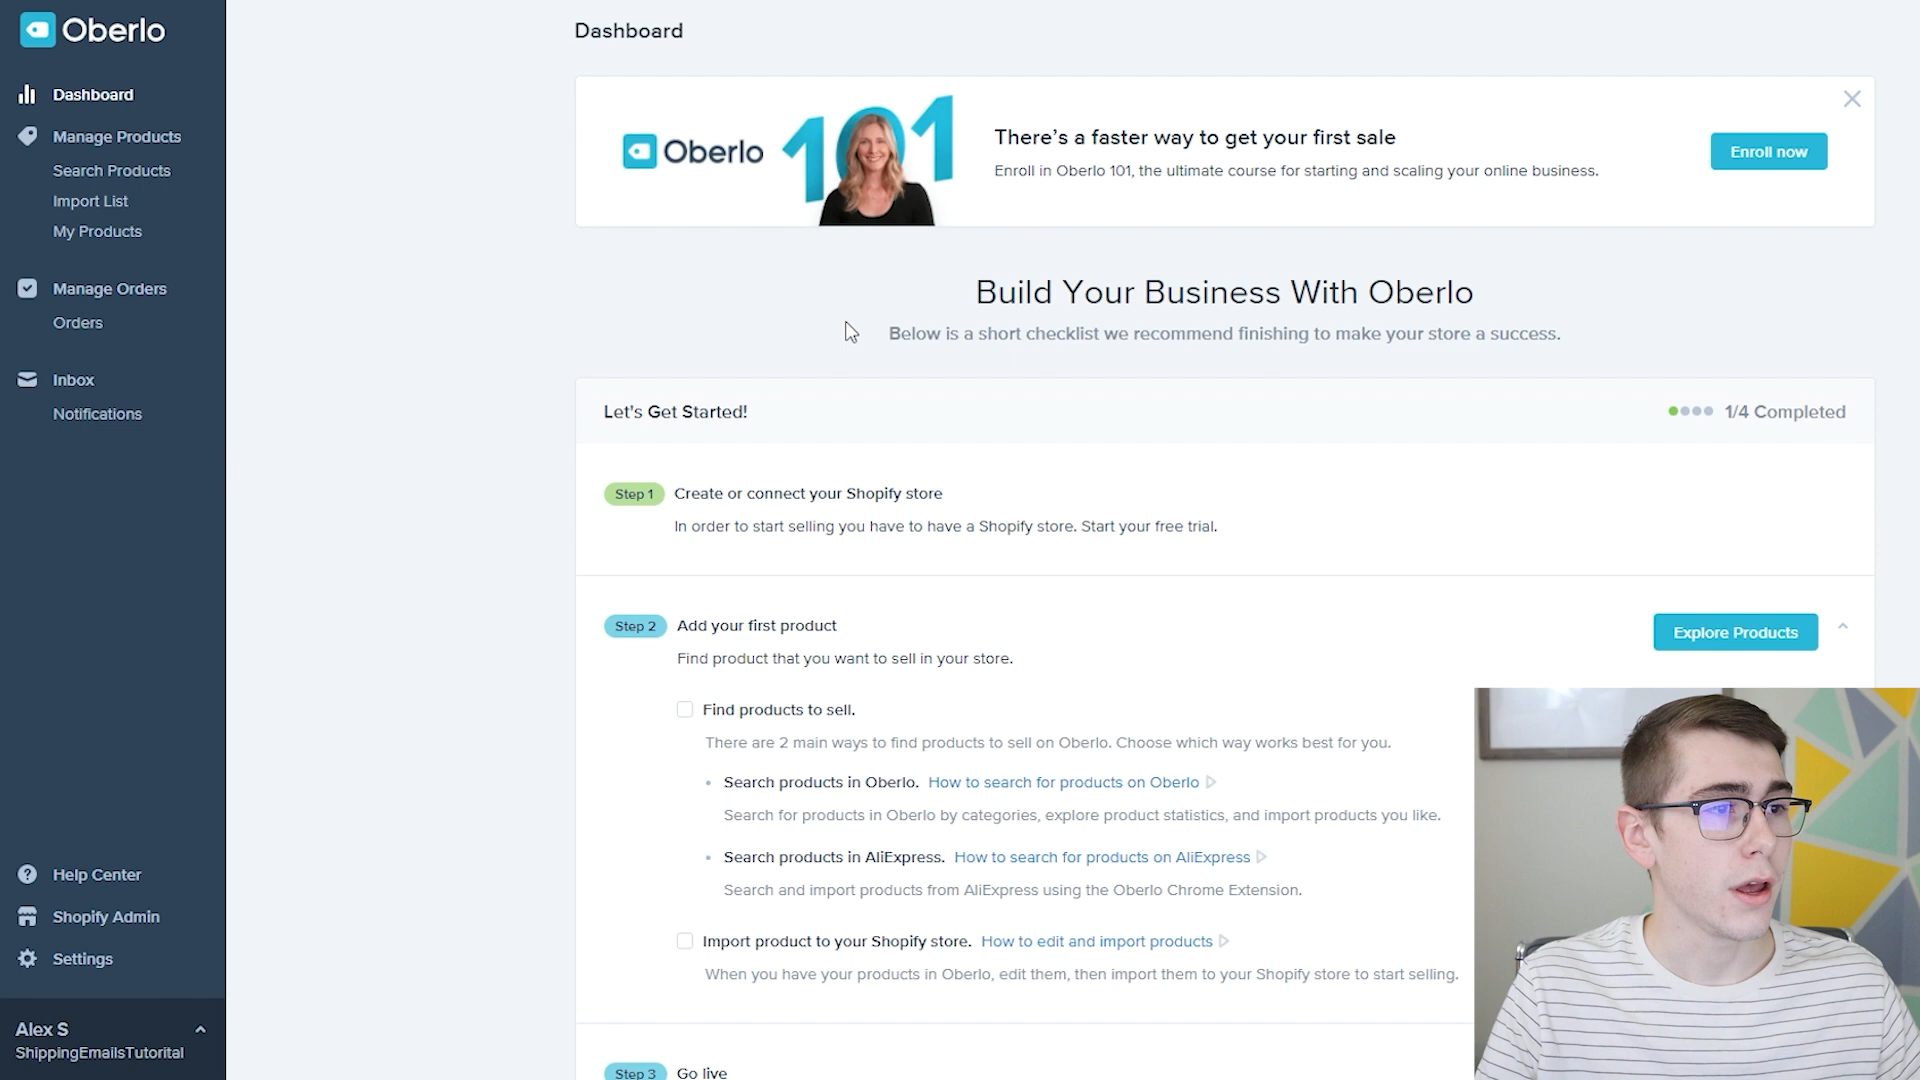 Oberlo
Dashboard
Manage Products
Search Products
Import List
My Products
Manage Orders
Orders
Inbox
Notifications
Help Center
Shopify Admin
Settings
Alex S
ShippingEmailsTutorital
Dashboard
Oberlo
101
There's a faster way to get your first sale
Enroll in Oberlo 101, the ultimate course for starting and scaling your online business.
Enroll now
Build Your Business With Oberlo
Below is a short checklist we recommend finishing to make your store a success.
Let's Get Started!
1/4 Completed
Step 1 Create or connect your Shopify store
In order to start selling you have to have a Shopify store. Start your free trial.
Step 2 Add your first product
Explore Products
Find product that you want to sell in your store.
Find products to sell.
There are 2 main ways to find products to sell on Oberlo. Choose which way works best for you.
• Search products in Oberlo. How to search for products on Oberlo
Search for products in Oberlo by categories, explore product statistics, and import products you like.
• Search products in AliExpress. How to search for products on AliExpress
Search and import products from AliExpress using the Oberlo Chrome Extension.
Import product to your Shopify store. How to edit and import products
When you have your products in Oberlo, edit them, then import them to your Shopify store to start selling.
Step 3 Go live